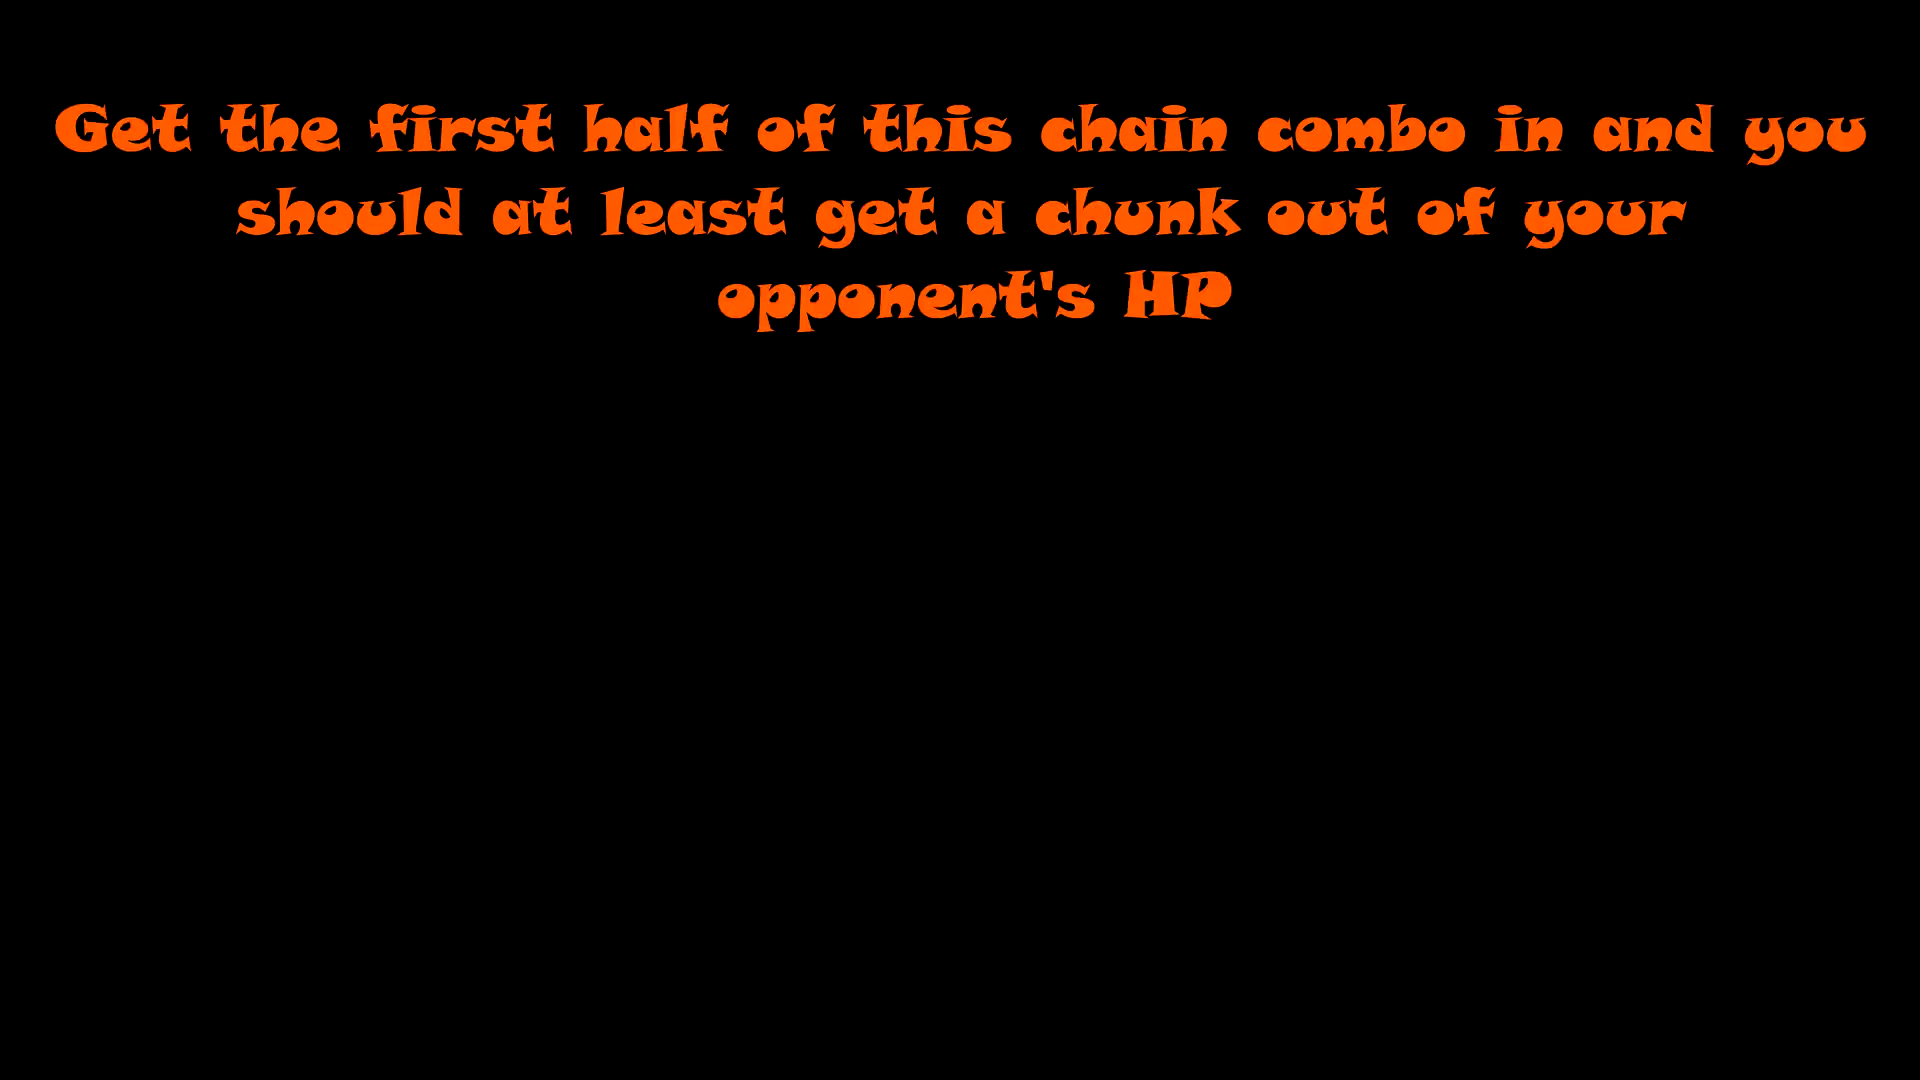 Get the first half of this chain combo in and you
should at least get a chunk out of your
opponent's HP